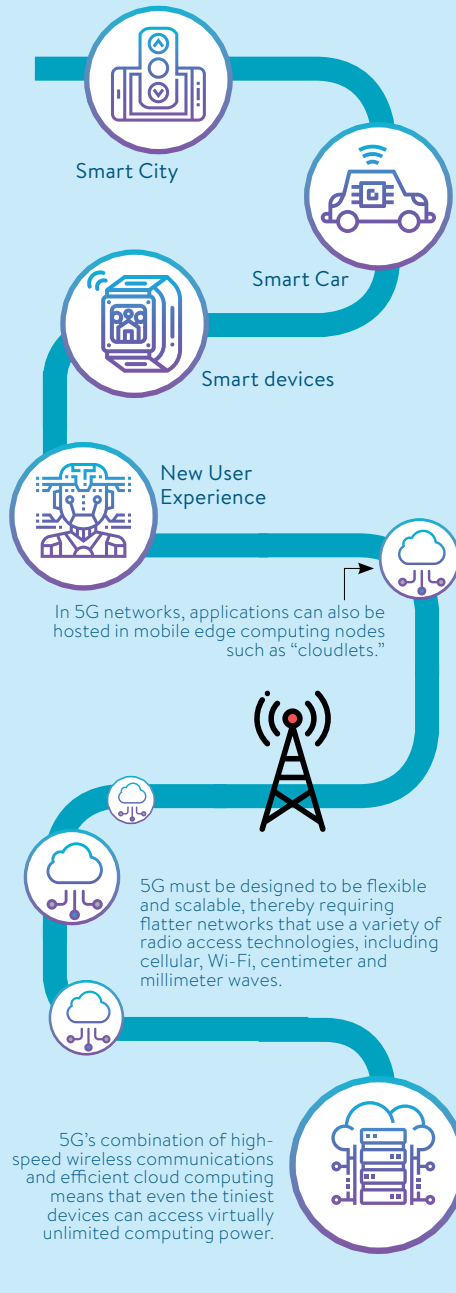 Smart City
Smart Car
Smart devices
New User
Experience
In 5G networks, applications can also be
hosted in mobile edge computing nodes
such as “cloudlets.”
5G must be designed to be flexible
and scalable, thereby requiring
flatter networks that use a variety of
radio access technologies, including
cellular, Wi-Fi, centimeter and
millimeter waves.
5G’s combination of high-
speed wireless communications
and efficient cloud computing
means that even the tiniest
devices can access virtually
unlimited computing power.